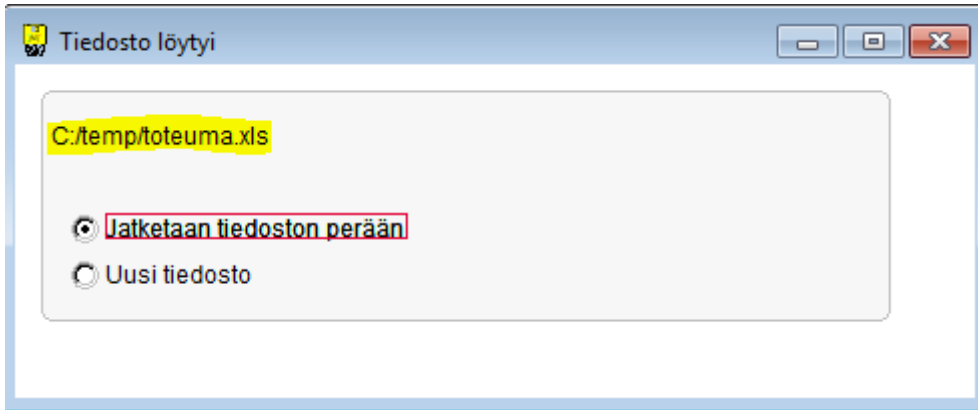 Tiedosto löytyi
C:/temp/toteuma.xls
Jatketaan tiedoston perään
Uusi tiedosto